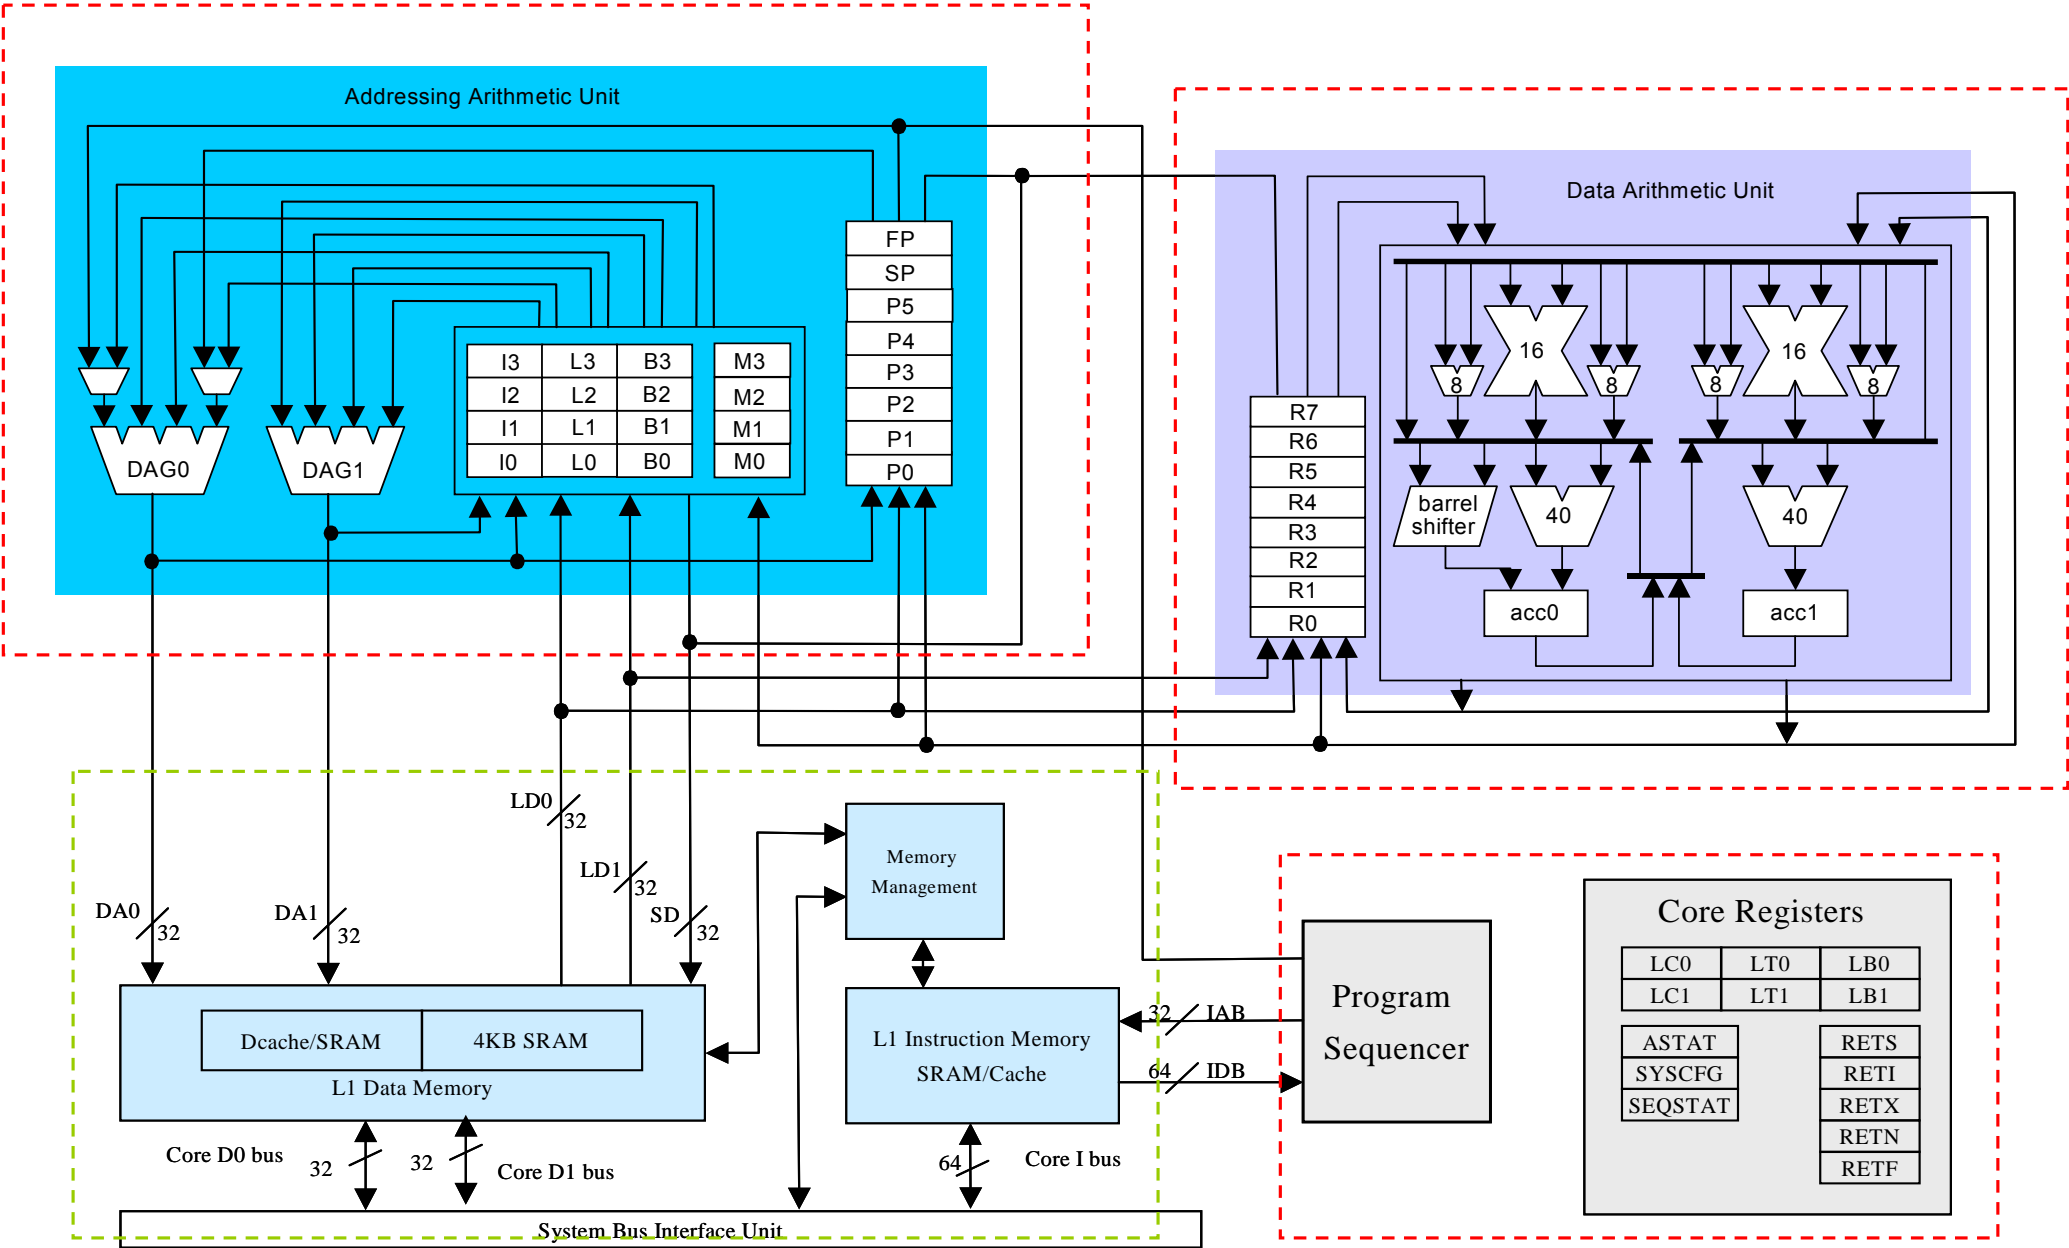 Addressing Arithmetic Unit
FP
SP
P5
P4
P3
P2
P1
P0
I3 L3 B3 M3
I2 L2 B2 M2
I1 L1 B1 M1
I0 L0 B0 M0
DAG0
DAG1
Data Arithmetic Unit
R7
R6
R5
R4
R3
R2
R1
R0
16
16
8
8
8
8
barrel
shifter
40
40
acc0
acc1
LD0
32
LD1
32
DA0
32
DA1
32
SD
32
Memory
Management
Dcache/SRAM
4KB SRAM
L1 Data Memory
L1 Instruction Memory
SRAM/Cache
32 IAB
64 IDB
Program
Sequencer
Core Registers
LC0 LT0 LB0
LC1 LT1 LB1
ASTAT
SYSCFG
SEQSTAT
RETS
RETI
RETX
RETN
RETF
Core D0 bus
32
32
Core D1 bus
64
Core I bus
System Bus Interface Unit